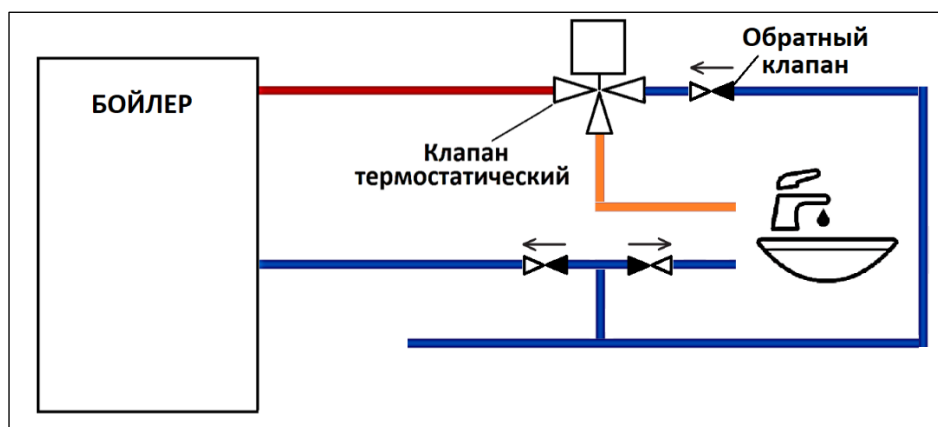 БОЙЛЕР
Обратный
клапан
Клапан
термостатический